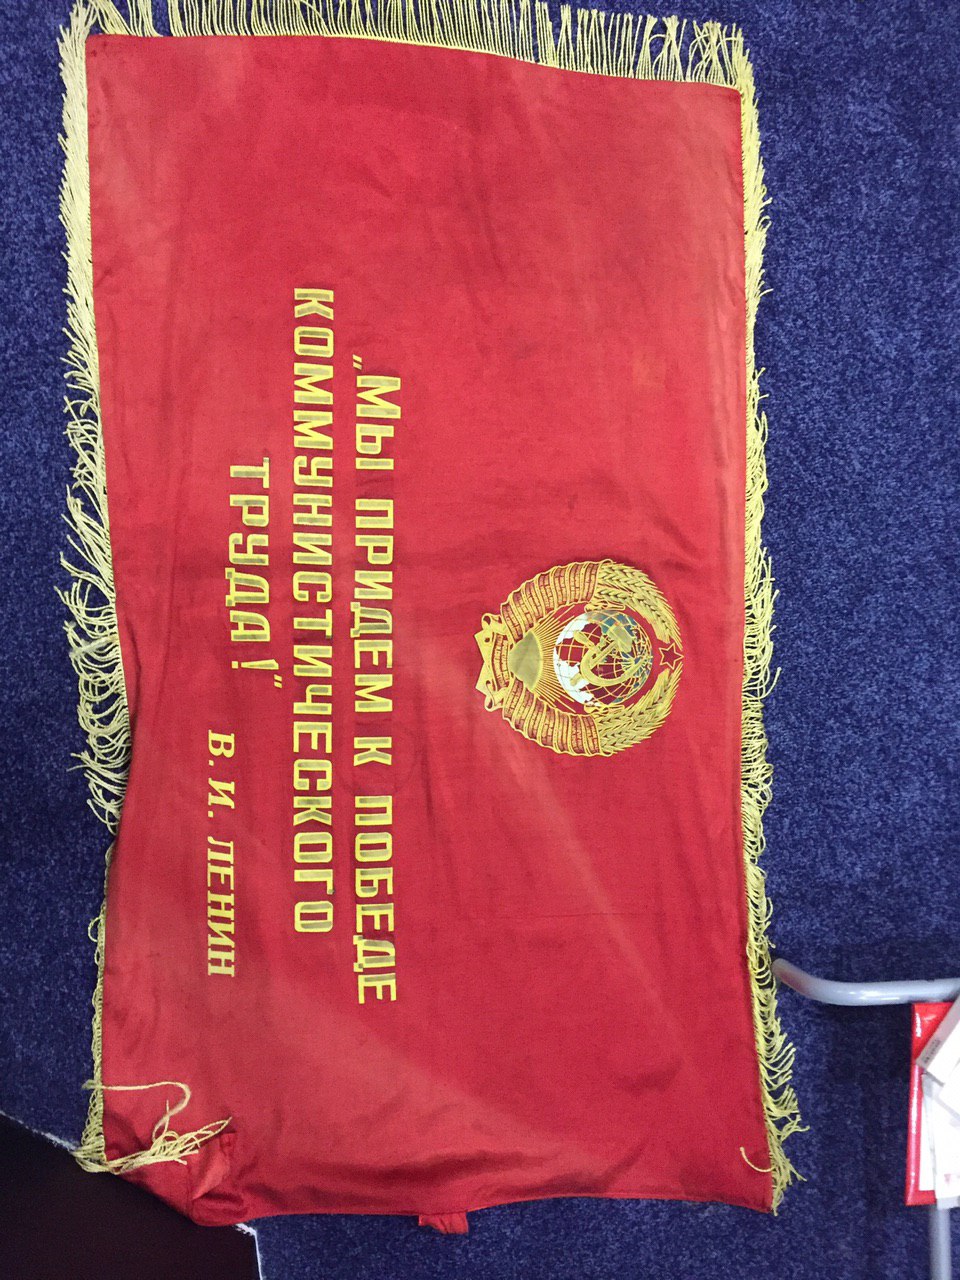 „МЫ ПРИДЕМ К ПОБЕДЕ
КОММУНИСТИЧЕСКОГО
ТРУДА!”
В. И. ЛЕНИН